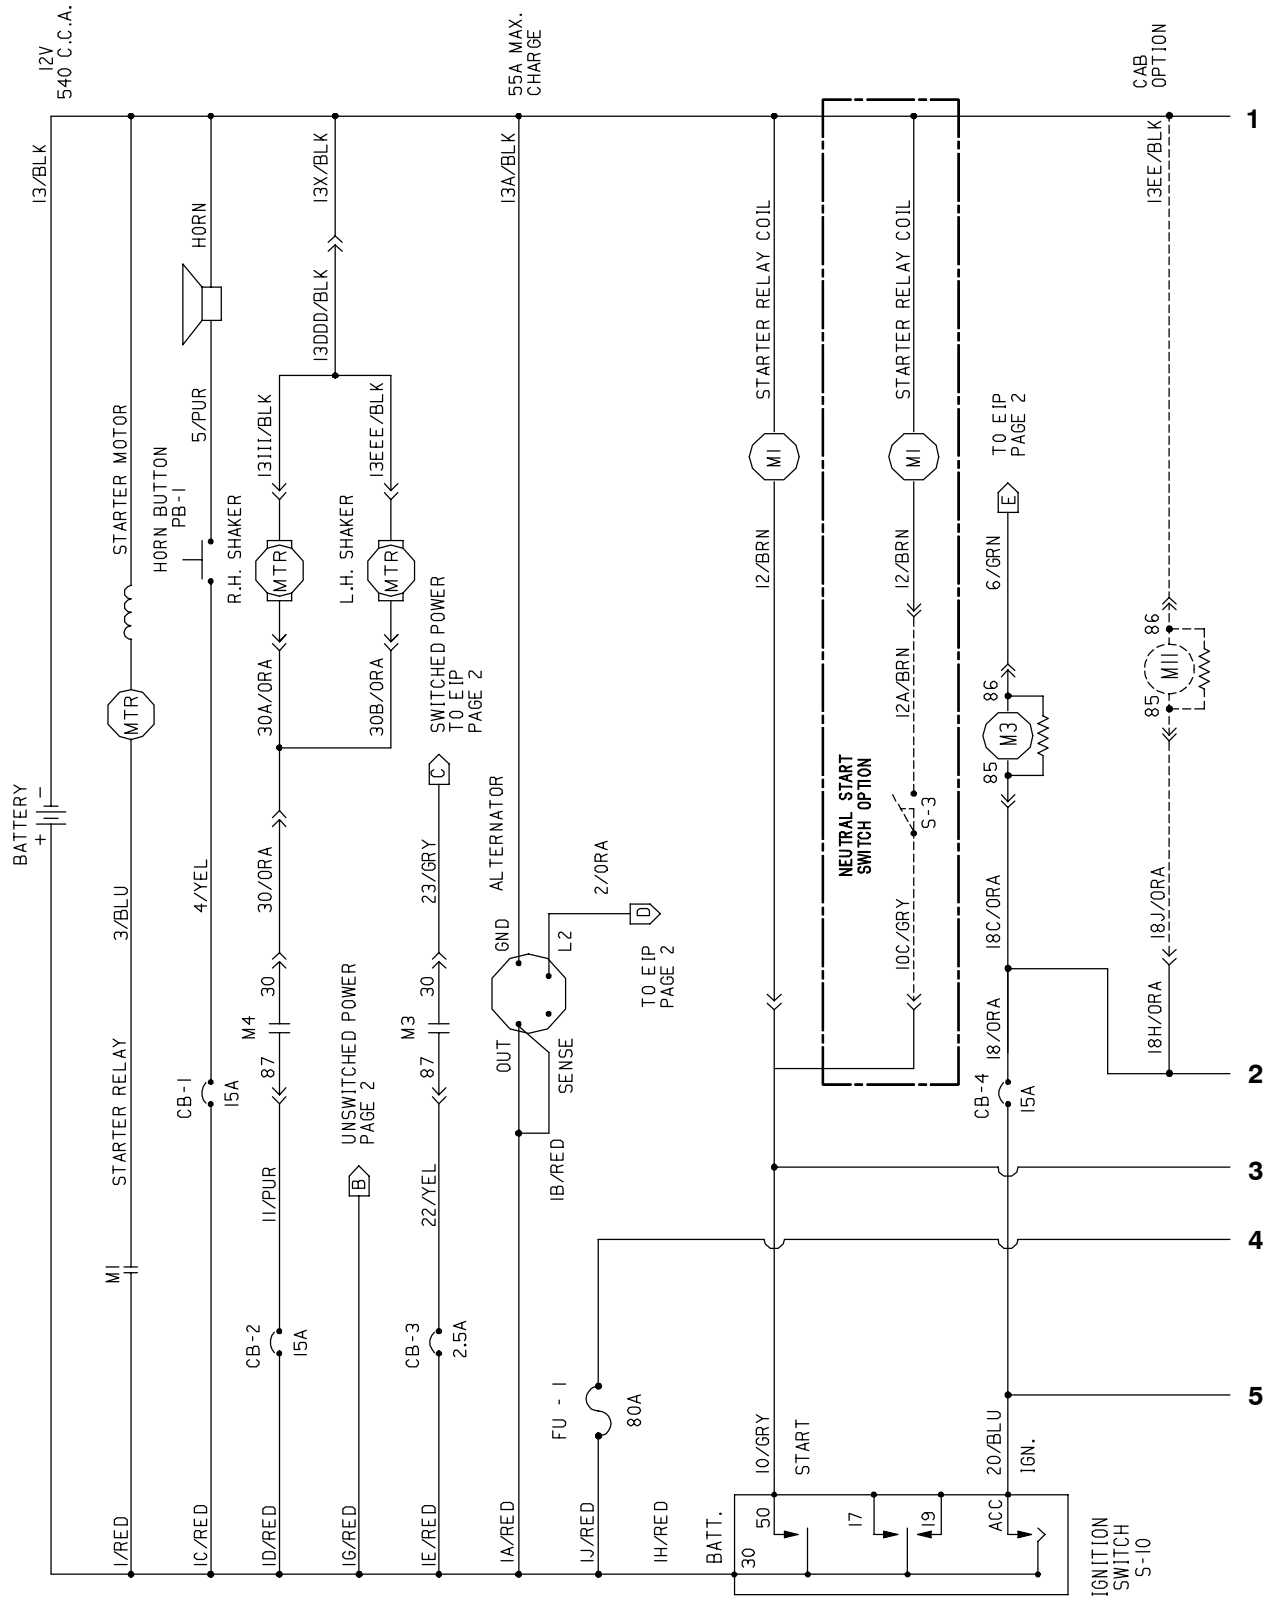 BATTERY
+ -
13/BLK
12V
540 C.C.A.
1/RED
M1
STARTER RELAY
3/BLU
MTR
STARTER MOTOR
1C/RED
CB-1
15A
4/YEL
HORN BUTTON
PB-1
5/PUR
HORN
1D/RED
CB-2
15A
11/PUR
87
M4
30
30/ORA
30A/ORA
MTR
R.H. SHAKER
13III/BLK
30B/ORA
MTR
L.H. SHAKER
13EEE/BLK
13DDD/BLK
13X/BLK
1G/RED
B
UNSWITCHED POWER
PAGE 2
1E/RED
CB-3
2.5A
22/YEL
87
M3
30
23/GRY
C
SWITCHED POWER
TO EIP
PAGE 2
1A/RED
1B/RED
OUT
SENSE
GND
L2
ALTERNATOR
13A/BLK
55A MAX.
CHARGE
2/ORA
D
TO EIP
PAGE 2
1J/RED
FU - 1
80A
4
1H/RED
BATT.
30
50
10/GRY
START
17
19
ACC
20/BLU
IGN.
IGNITION
SWITCH
S-10
12/BRN
M1
STARTER RELAY COIL
NEUTRAL START
SWITCH OPTION
10C/GRY
S-3
12A/BRN
12/BRN
M1
STARTER RELAY COIL
CB-4
15A
18/ORA
18C/ORA
85
M3
86
6/GRN
E
TO EIP
PAGE 2
18H/ORA
18J/ORA
85
M11
86
13EE/BLK
CAB
OPTION
1
2
3
5